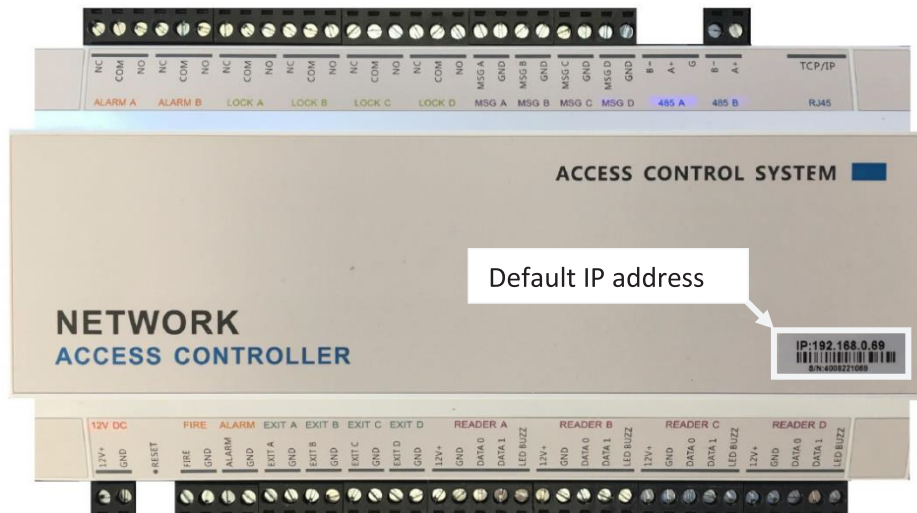 NC COM NO NC COM NO NC COM NO NC COM NO NC COM NO NC COM NO MSG A GND MSG B GND MSG C GND MSG D GND B− A+ G B− A+ TCP/IP
ALARM A ALARM B LOCK A LOCK B LOCK C LOCK D MSG A MSG B MSG C MSG D 485 A 485 B RJ45
ACCESS CONTROL SYSTEM
Default IP address
NETWORK
ACCESS CONTROLLER
IP:192.168.0.69
S/N:4008221069
12V DC FIRE ALARM EXIT A EXIT B EXIT C EXIT D READER A READER B READER C READER D
12V+ GND RESET FIRE GND ALARM GND EXIT A GND EXIT B GND EXIT C GND EXIT D GND 12V+ GND DATA 0 DATA 1 LED BUZZ 12V+ GND DATA 0 DATA 1 LED BUZZ 12V+ GND DATA 0 DATA 1 LED BUZZ 12V+ GND DATA 0 DATA 1 LED BUZZ